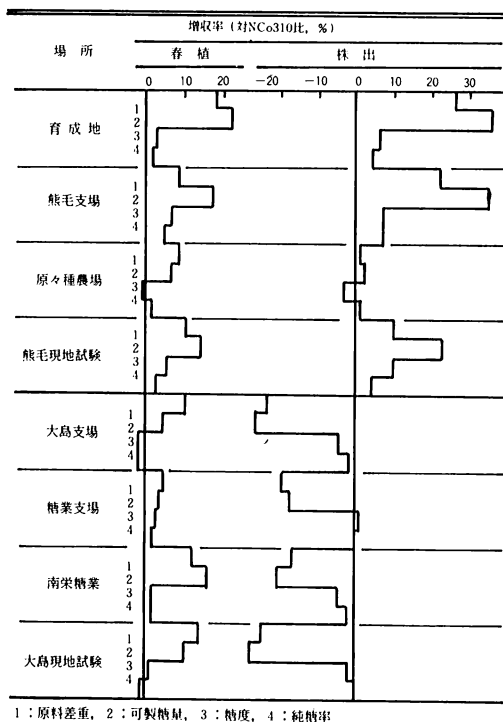 増収率（対NCo310比，％）
場所 春植 株出
0 10 20 -20 -10 0 10 20 30
育成地 1 2 3 4
熊毛支場 1 2 3 4
原々種農場 1 2 3 4
熊毛現地試験 1 2 3 4
大島支場 1 2 3 4
糖業支場 1 2 3 4
南栄糖業 1 2 3 4
大島現地試験 1 2 3 4
1：原料茎重，2：可製糖量，3：糖度，4：純糖率